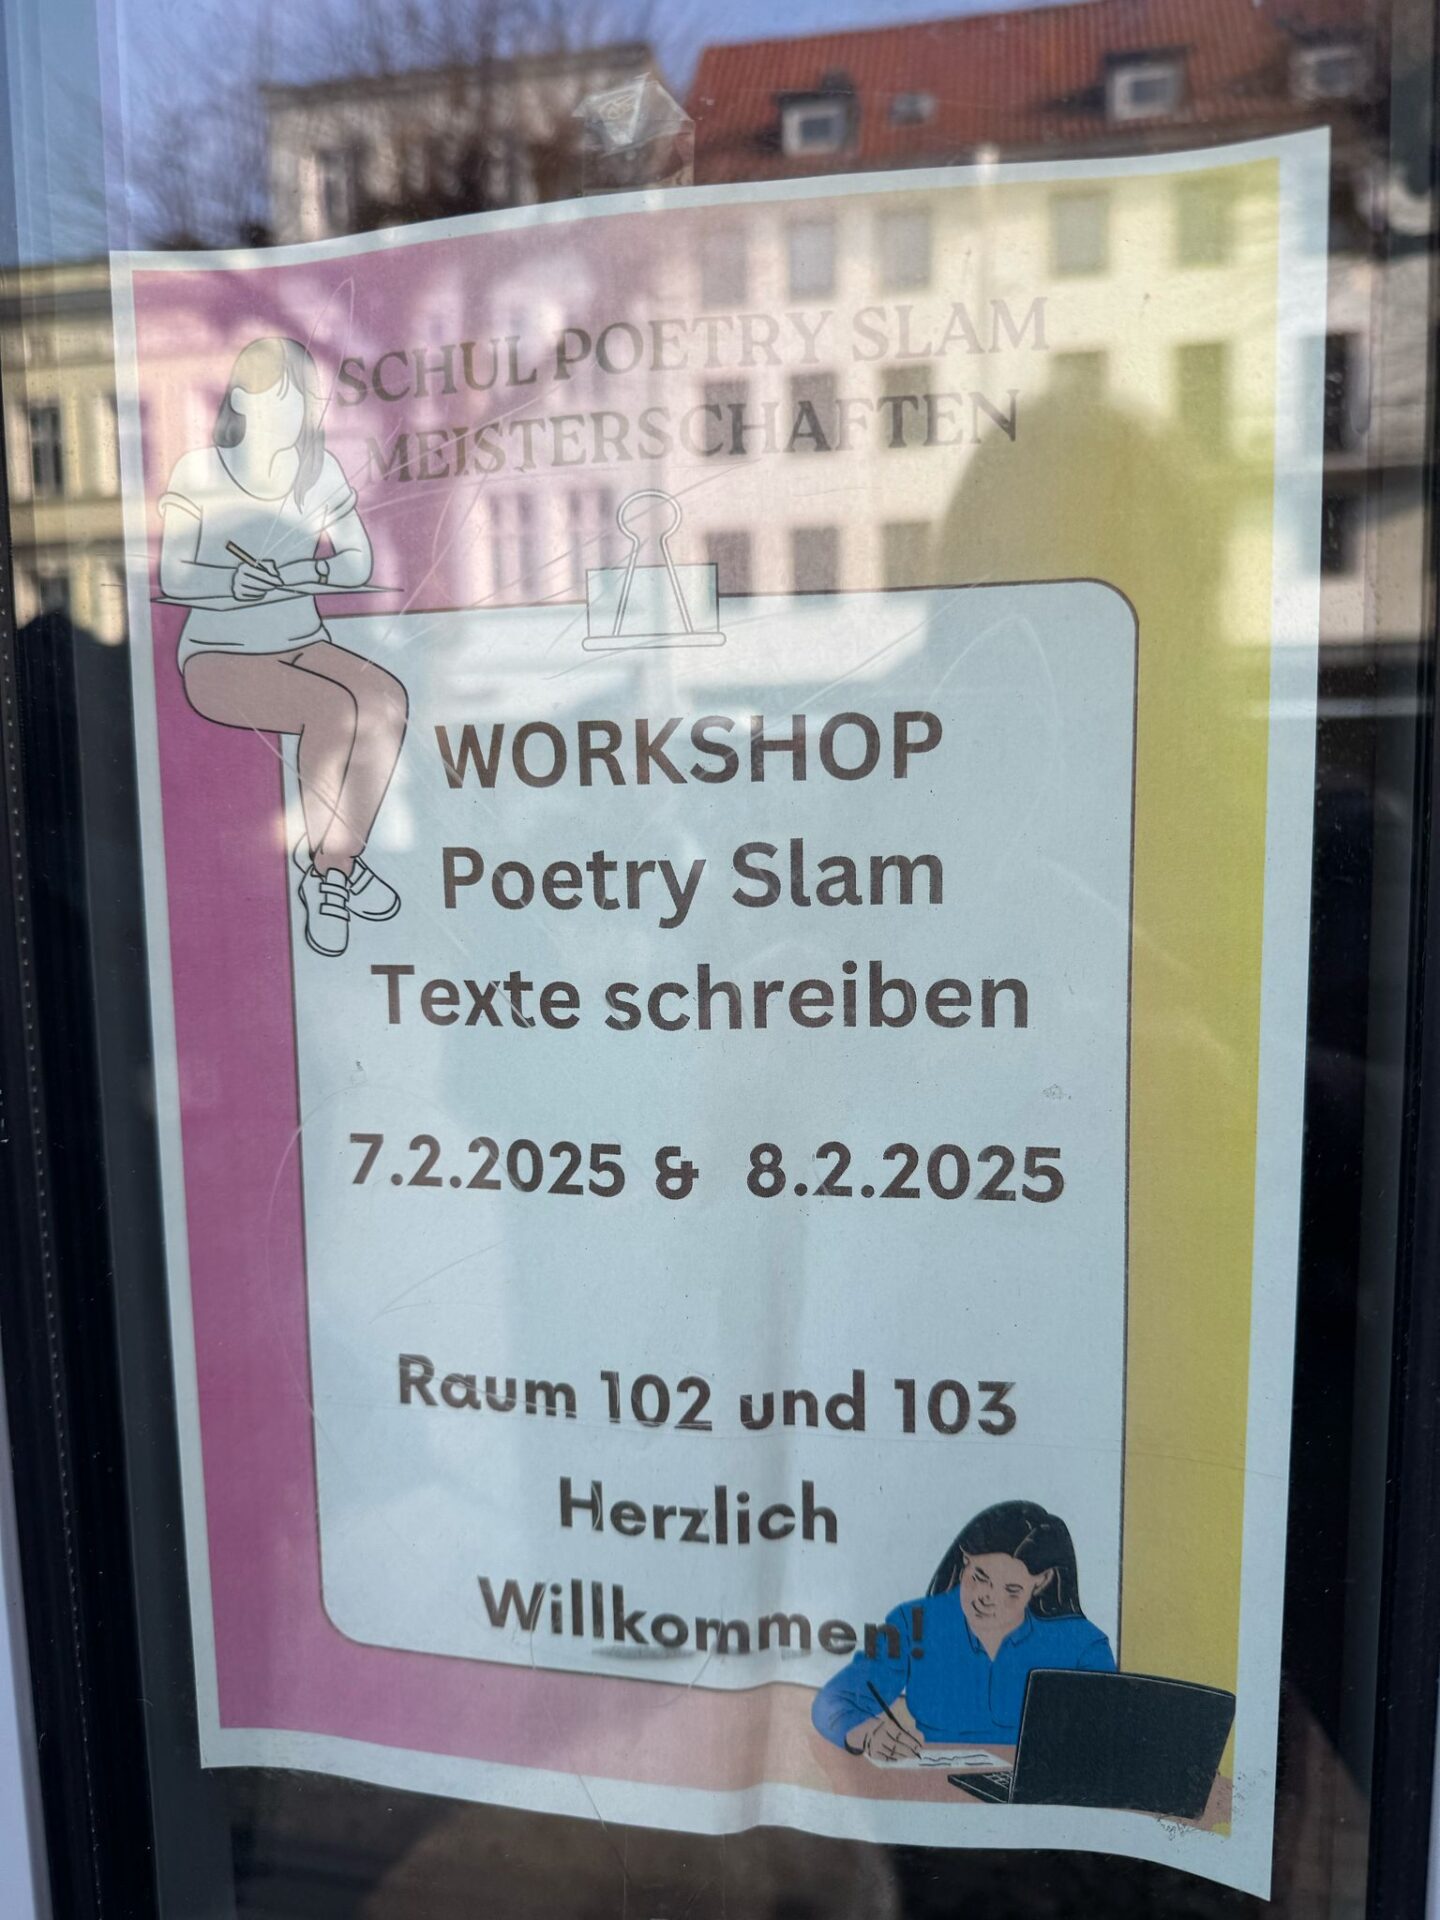 SCHUL POETRY SLAM
MEISTERSCHAFTEN
WORKSHOP
Poetry Slam
Texte schreiben
7.2.2025 & 8.2.2025
Raum 102 und 103
Herzlich
Willkommen!